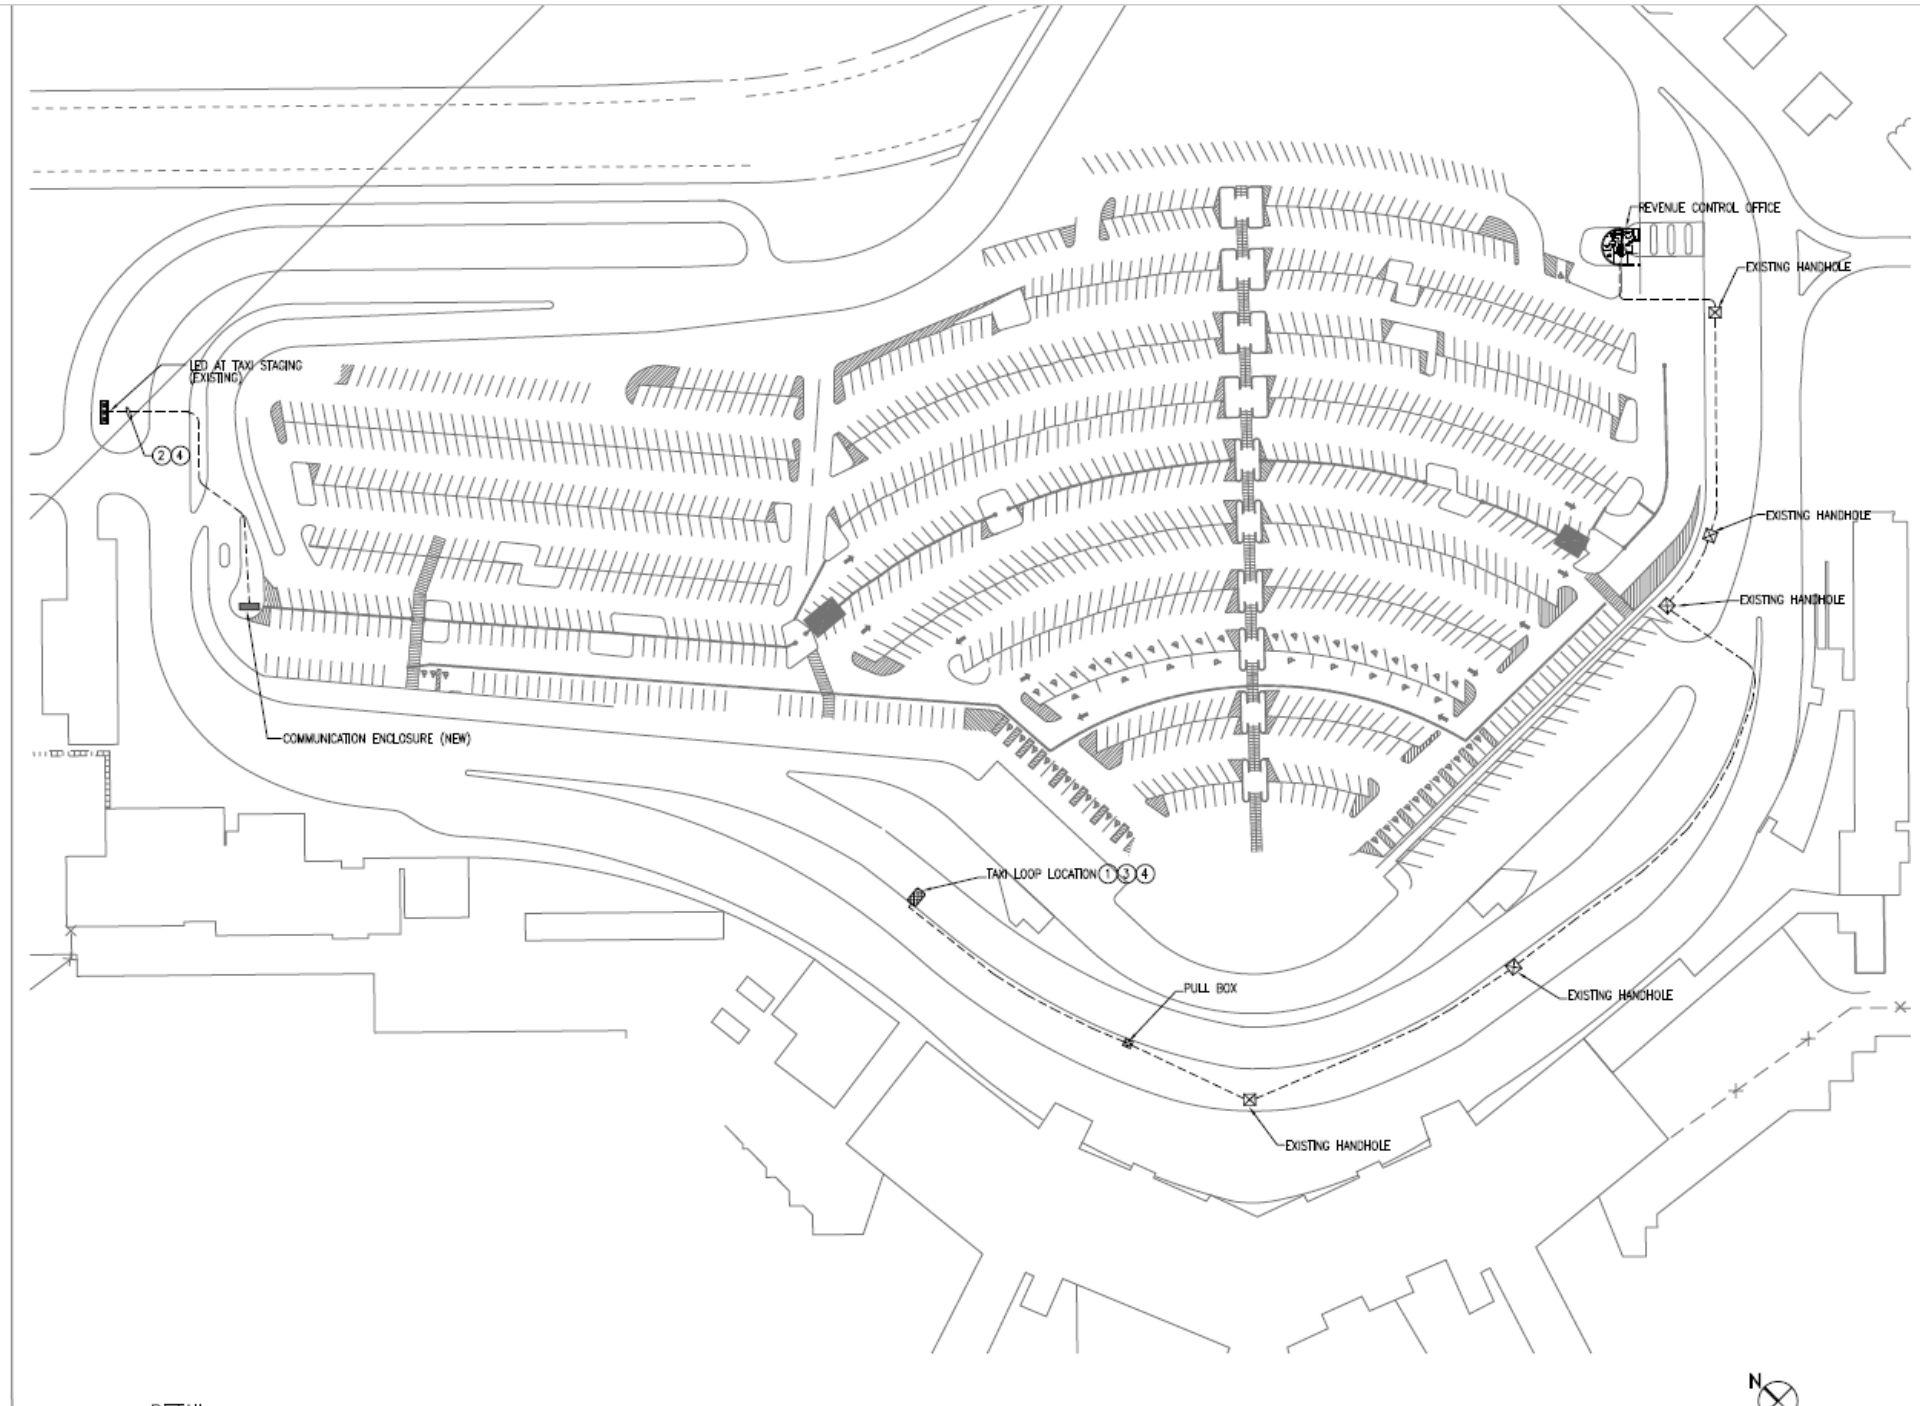 REVENUE CONTROL OFFICE
EXISTING HANDHOLE
LED AT TAXI STAGING
(EXISTING)
2 4
EXISTING HANDHOLE
EXISTING HANDHOLE
COMMUNICATION ENCLOSURE (NEW)
TAXI LOOP LOCATION 1 3 4
PULL BOX
EXISTING HANDHOLE
EXISTING HANDHOLE
N